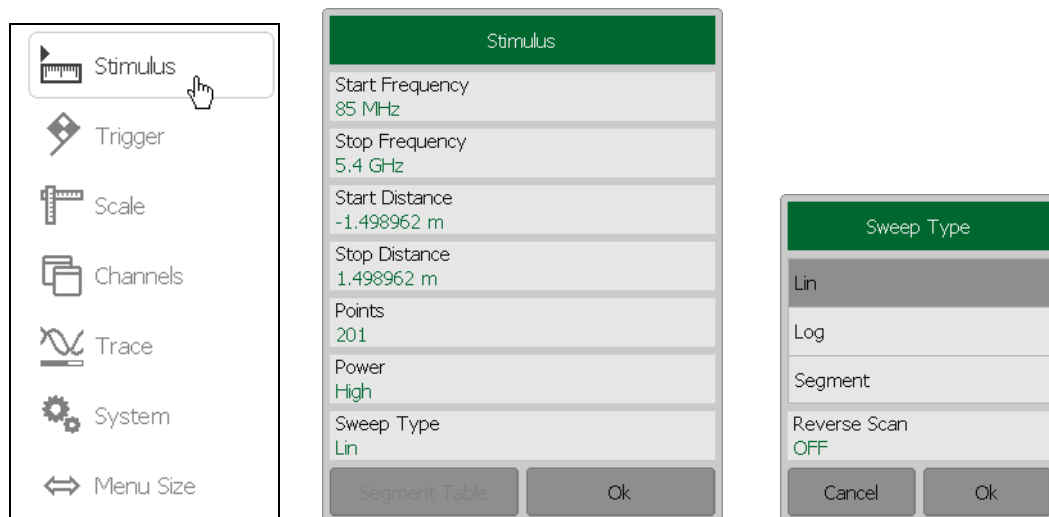 Stimulus
Trigger
Scale
Channels
Trace
System
Menu Size
Stimulus
Start Frequency
85 MHz
Stop Frequency
5.4 GHz
Start Distance
-1.498962 m
Stop Distance
1.498962 m
Points
201
Power
High
Sweep Type
Lin
Segment Table
Ok
Sweep Type
Lin
Log
Segment
Reverse Scan
OFF
Cancel
Ok